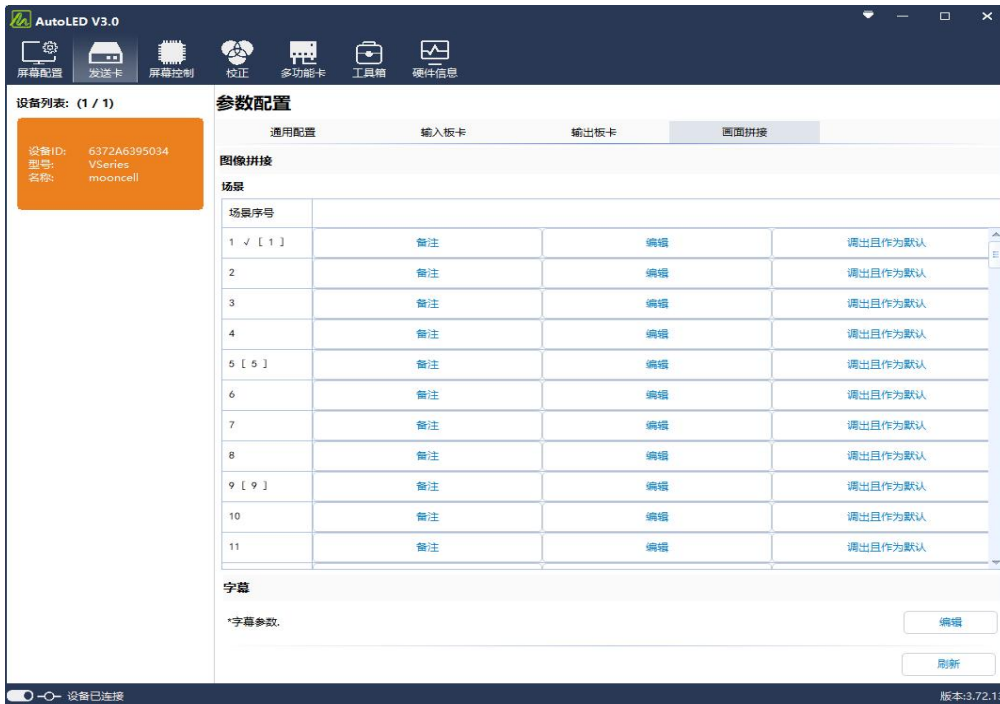 AutoLED V3.0
屏幕配置 发送卡 屏幕控制 校正 多功能卡 工具箱 硬件信息
设备列表: (1 / 1)
设备ID: 6372A6395034
型号: VSeries
名称: mooncell
参数配置
通用配置 输入板卡 输出板卡 画面拼接
图像拼接
场景
场景序号
1 √ [ 1 ] 备注 编辑 调出且作为默认
2 备注 编辑 调出且作为默认
3 备注 编辑 调出且作为默认
4 备注 编辑 调出且作为默认
5 [ 5 ] 备注 编辑 调出且作为默认
6 备注 编辑 调出且作为默认
7 备注 编辑 调出且作为默认
8 备注 编辑 调出且作为默认
9 [ 9 ] 备注 编辑 调出且作为默认
10 备注 编辑 调出且作为默认
11 备注 编辑 调出且作为默认
字幕
*字幕参数. 编辑
刷新
设备已连接 版本:3.72.13